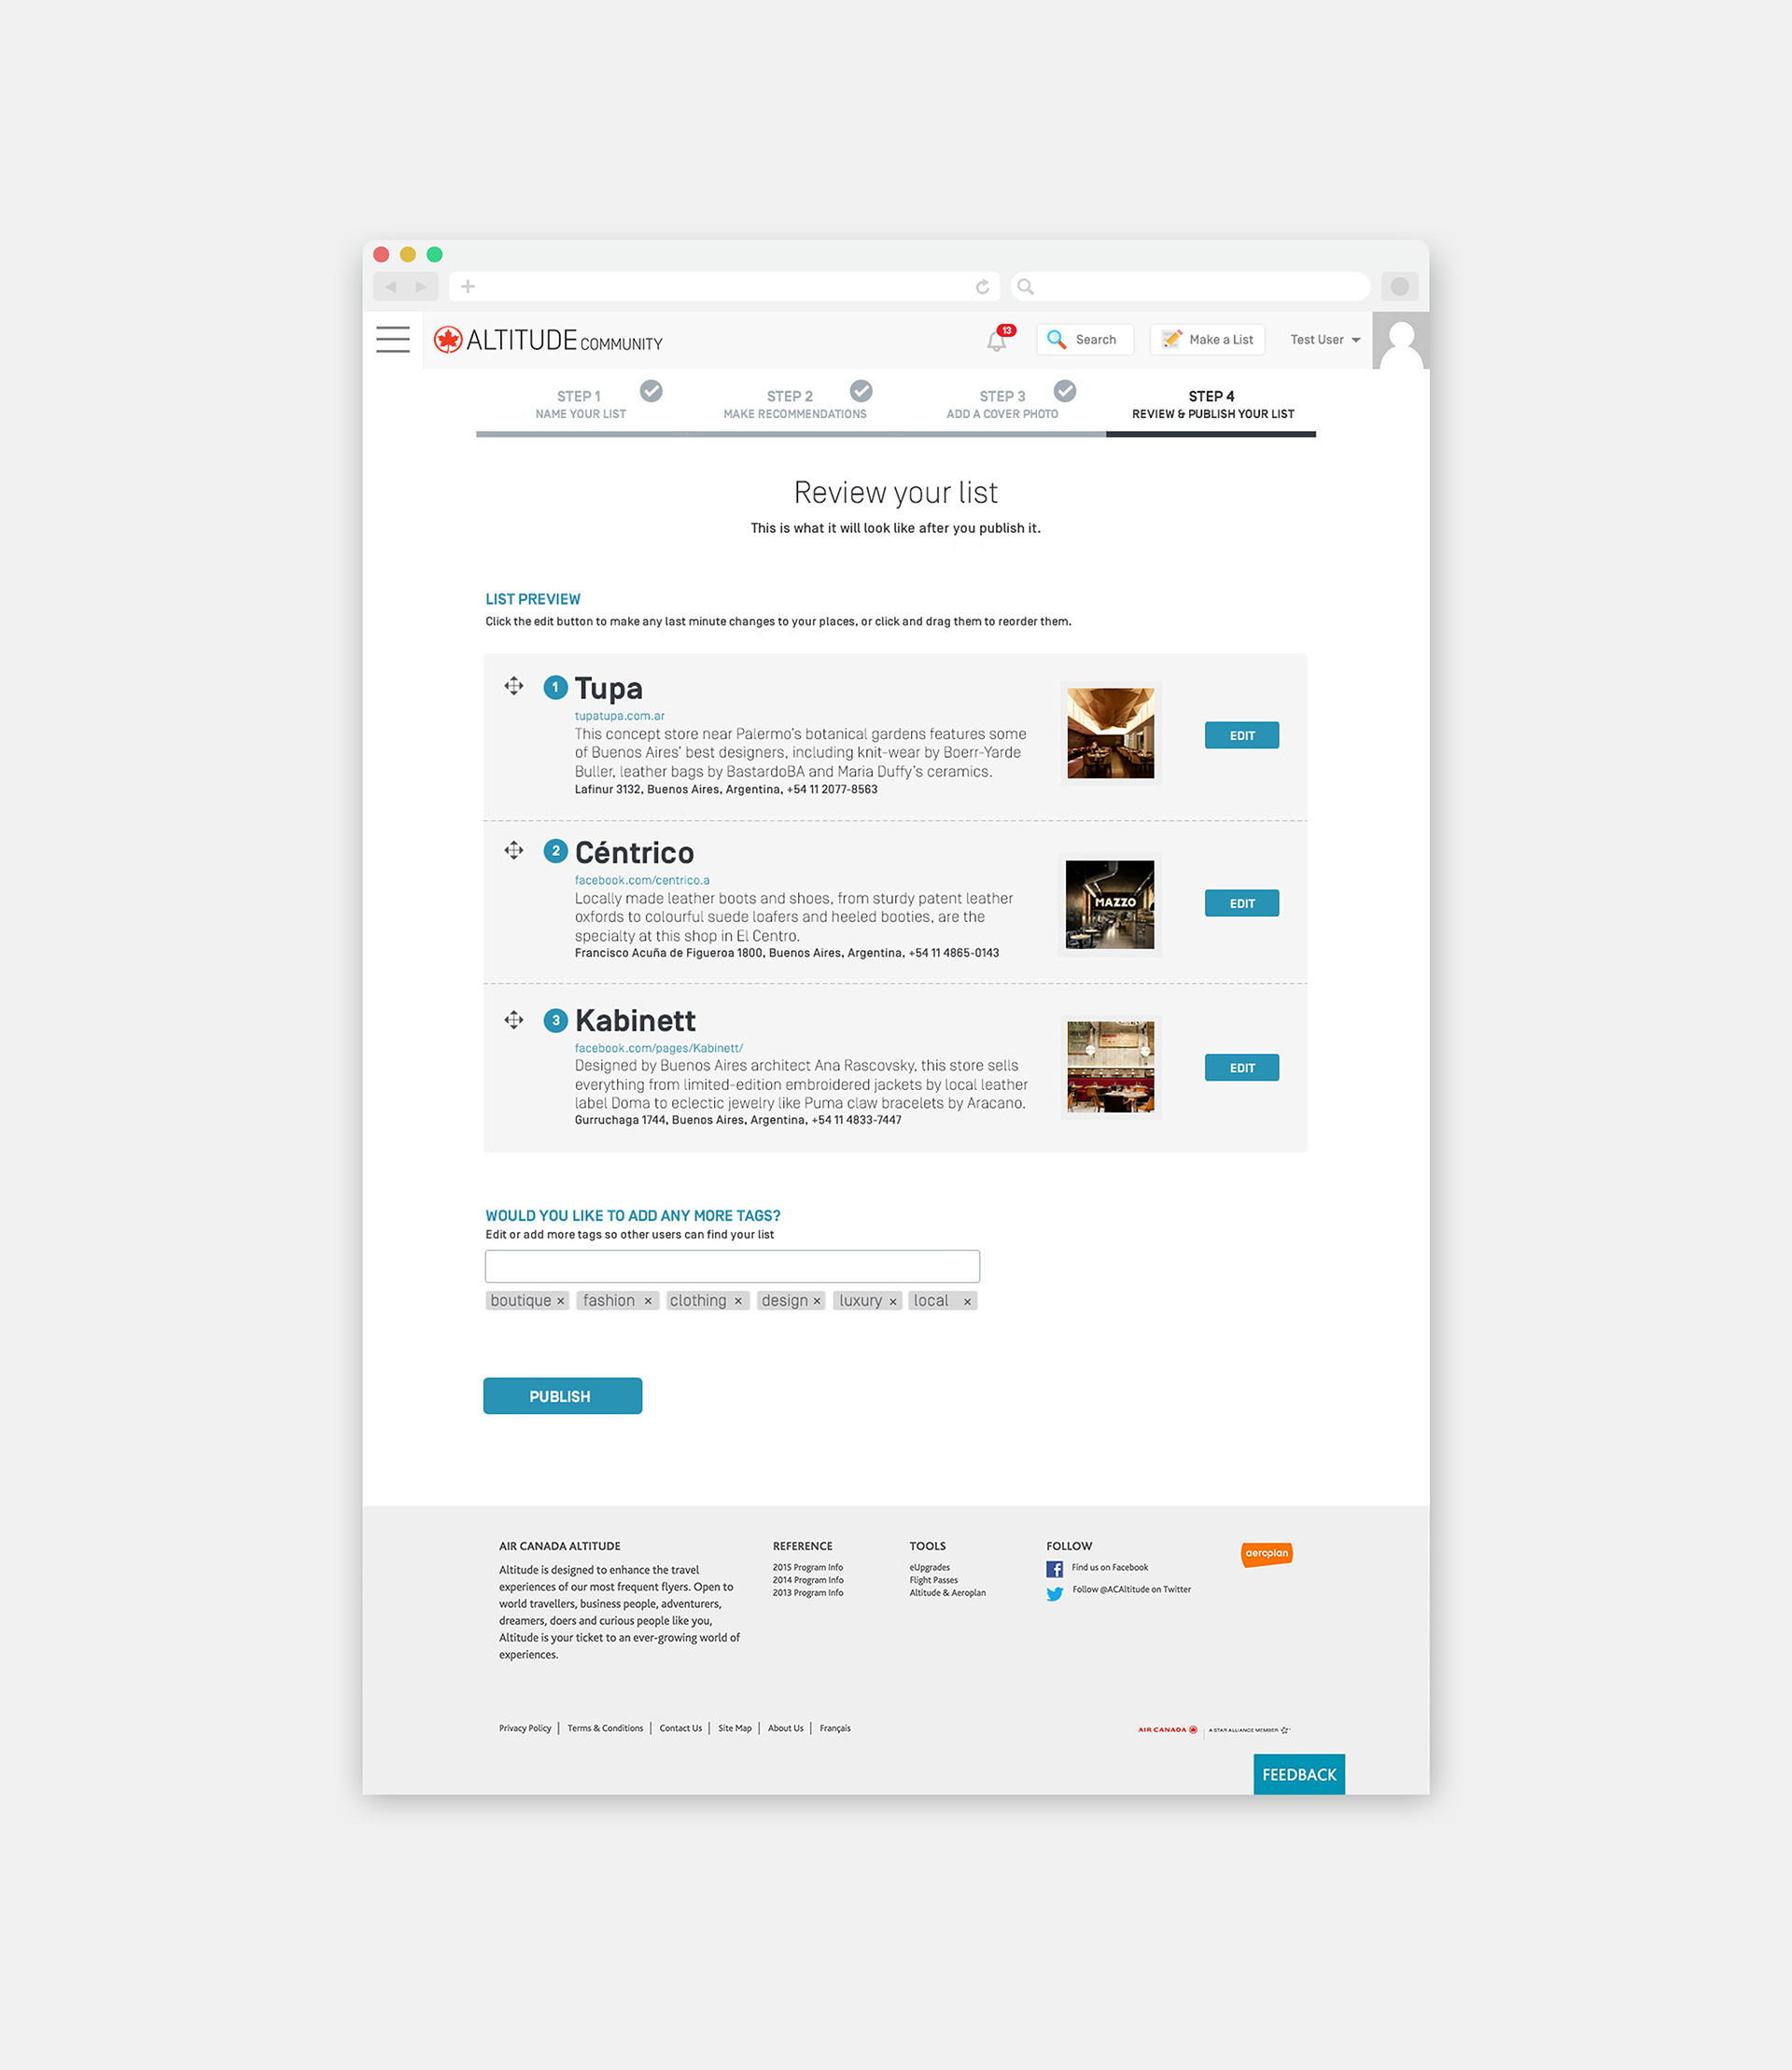 ALTITUDE COMMUNITY
13
Search
Make a List
Test User
STEP 1
NAME YOUR LIST
STEP 2
MAKE RECOMMENDATIONS
STEP 3
ADD A COVER PHOTO
STEP 4
REVIEW & PUBLISH YOUR LIST
Review your list
This is what it will look like after you publish it.
LIST PREVIEW
Click the edit button to make any last minute changes to your places, or click and drag them to reorder them.
1 Tupa
tupatupa.com.ar
This concept store near Palermo's botanical gardens features some
of Buenos Aires' best designers, including knit-wear by Boerr-Yarde
Buller, leather bags by BastardoBA and Maria Duffy's ceramics.
Lafinur 3132, Buenos Aires, Argentina, +54 11 2077-8563
EDIT
2 Céntrico
facebook.com/centrico.a
Locally made leather boots and shoes, from sturdy patent leather
oxfords to colourful suede loafers and heeled booties, are the
specialty at this shop in El Centro.
Francisco Acuña de Figueroa 1800, Buenos Aires, Argentina, +54 11 4865-0143
MAZZO
EDIT
3 Kabinett
facebook.com/pages/Kabinett/
Designed by Buenos Aires architect Ana Rascovsky, this store sells
everything from limited-edition embroidered jackets by local leather
label Doma to eclectic jewelry like Puma claw bracelets by Aracano.
Gurruchaga 1744, Buenos Aires, Argentina, +54 11 4833-7447
EDIT
WOULD YOU LIKE TO ADD ANY MORE TAGS?
Edit or add more tags so other users can find your list
boutique × fashion × clothing × design × luxury × local ×
PUBLISH
AIR CANADA ALTITUDE
Altitude is designed to enhance the travel
experiences of our most frequent flyers. Open to
world travellers, business people, adventurers,
dreamers, doers and curious people like you,
Altitude is your ticket to an ever-growing world of
experiences.
REFERENCE
2015 Program Info
2014 Program Info
2013 Program Info
TOOLS
eUpgrades
Flight Passes
Altitude & Aeroplan
FOLLOW
Find us on Facebook
Follow @ACAltitude on Twitter
aeroplan
Privacy Policy | Terms & Conditions | Contact Us | Site Map | About Us | Français
AIR CANADA | A STAR ALLIANCE MEMBER
FEEDBACK